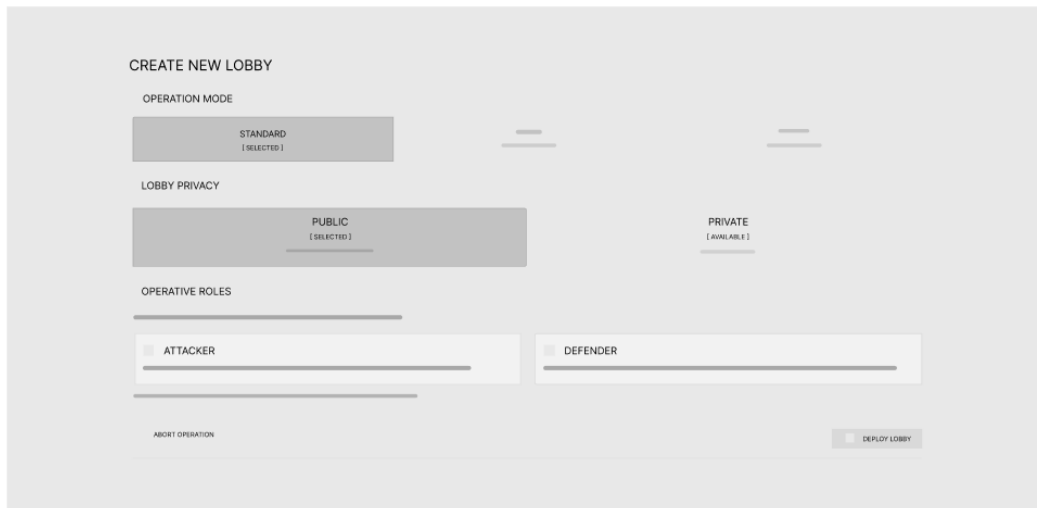 CREATE NEW LOBBY
OPERATION MODE
STANDARD
[ SELECTED ]
LOBBY PRIVACY
PUBLIC
[ SELECTED ]
PRIVATE
[ AVAILABLE ]
OPERATIVE ROLES
ATTACKER
DEFENDER
ABORT OPERATION
DEPLOY LOBBY